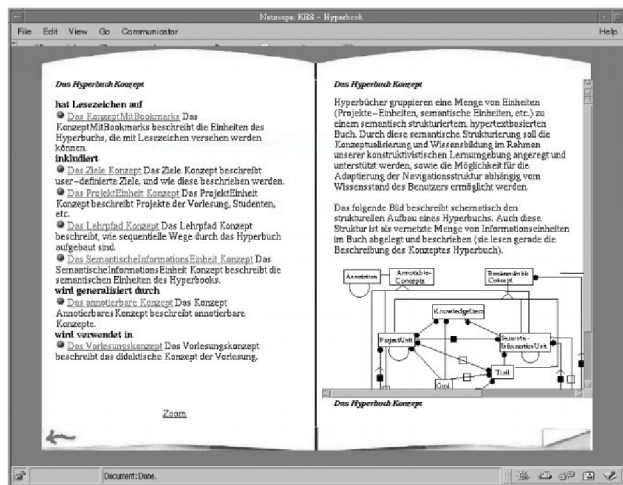 Netscape: KBS - Hyperbook
File Edit View Go Communicator Help
Das Hyperbuch Konzept
hat Lesezeichen auf
Das KonzeptMitBookmarks Das
KonzeptMitBookmarks beschreibt die Einheiten des
Hyperbuchs, die mit Lesezeichen versehen werden
können.
inkludiert
Das Ziele Konzept Das Ziele Konzept beschreibt
user-definierte Ziele, und wie diese beschrieben werden.
Das ProjektEinheit Konzept Das ProjektEinheit
Konzept beschreibt Projekte der Vorlesung, Studenten,
etc.
Das Lehrpfad Konzept Das Lehrpfad Konzept
beschreibt, wie sequentielle Wege durch das Hyperbuch
aufgebaut sind.
Das SemantischeInformationsEinheit Konzept Das
SemantischeInformationsEinheit Konzept beschreibt die
semantischen Einheiten des Hyperbooks.
wird generalisiert durch
Das annotierbare Konzept Das Konzept
AnnotierbaresKonzept beschreibt annotierbare
Konzepte.
wird verwendet in
Das Vorlesungskonzept Das Vorlesungskonzept
beschreibt das didaktische Konzept der Vorlesung.
Zoom
Das Hyperbuch Konzept
Hyperbücher gruppieren eine Menge von Einheiten
(Projekte-Einheiten, semantische Einheiten, etc.) zu
einem semantisch strukturiertem, hypertextbasierten
Buch. Durch diese semantische Strukturierung soll die
Konzeptualisierung und Wissensbildung im Rahmen
unserer konstruktivistischen Lernumgebung angeregt und
unterstützt werden, sowie die Möglichkeit für die
Adaptierung der Navigationsstruktur abhängig vom
Wissensstand des Benutzers ermöglicht werden.
Das folgende Bild beschreibt schematisch den
strukturellen Aufbau eines Hyperbuchs. Auch diese
Struktur ist als vernetzte Menge von Informationseinheiten
im Buch abgelegt und beschrieben (sie lesen gerade die
Beschreibung des Konzeptes Hyperbuch).
Annotation
Annotable-
Concepts
Bookmarkable
Concept
KnowledgeItem
ProjectUnit
Semantic-
InformationUnit
Trail
Goal
Das Hyperbuch Konzept
Document: Done.